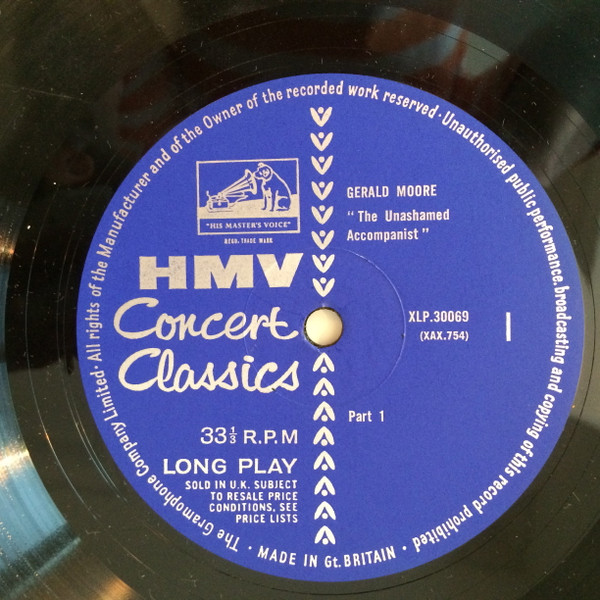 The Gramophone Company Limited · All rights of the Manufacturer and of the Owner of the recorded work reserved · Unauthorised public performance, broadcasting and copying of this record prohibited ·
"HIS MASTER'S VOICE"
REGD. TRADE MARK
HMV
Concert
Classics
33⅓ R.P.M
LONG PLAY
SOLD IN U.K. SUBJECT
TO RESALE PRICE
CONDITIONS, SEE
PRICE LISTS
GERALD MOORE
"The Unashamed
Accompanist"
XLP.30069
(XAX.754)
1
Part 1
· MADE IN Gt. BRITAIN ·